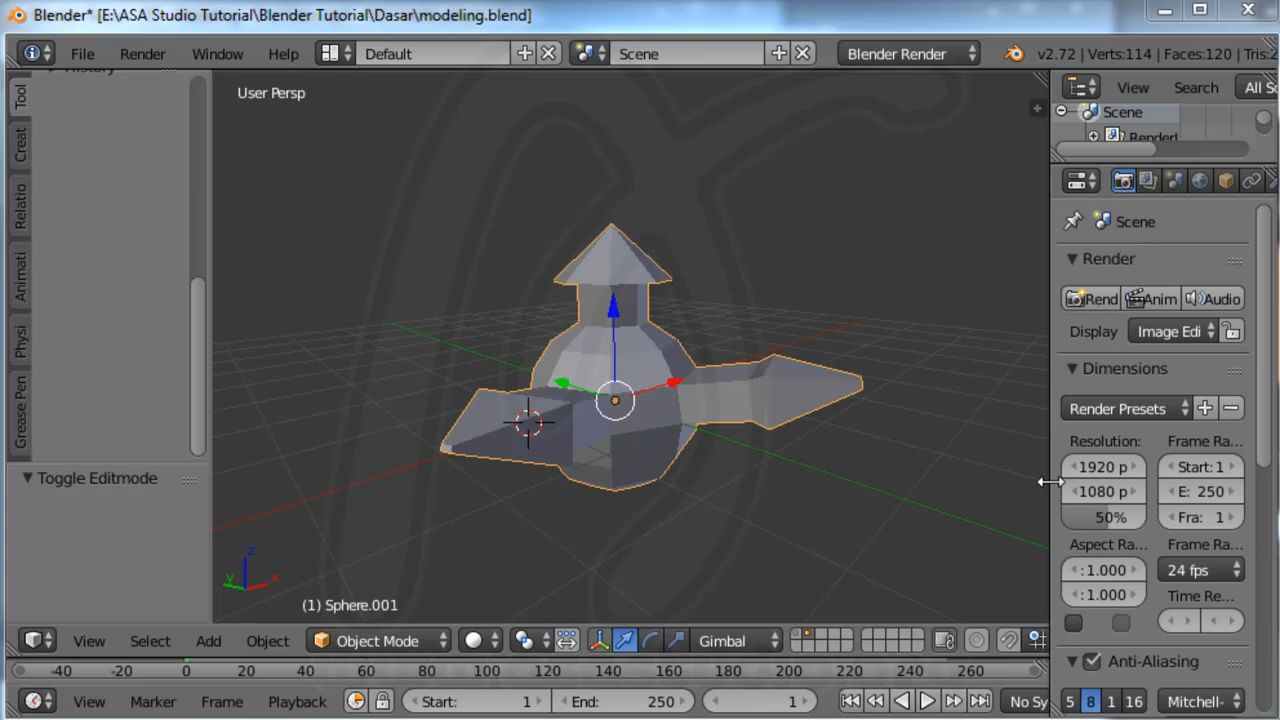 Blender* [E:\ASA Studio Tutorial\Blender Tutorial\Dasar\modeling.blend]
File Render Window Help Default Scene Blender Render v2.72 | Verts:114 | Faces:120 | Tris:2
History
Tool
Creat
Relatio
Animati
Physi
Grease Pen
Toggle Editmode
User Persp
z
y
x
(1) Sphere.001
View Search All Sc
Scene
Renderl
Scene
Render
Rend Anim Audio
Display Image Edi
Dimensions
Render Presets
Resolution: Frame Ra...
1920 p Start: 1
1080 p E: 250
50% Fra: 1
Aspect Ra... Frame Ra...
: 1.000 24 fps
: 1.000 Time Re...
Anti-Aliasing
5 8 1 16 Mitchell-
View Select Add Object Object Mode Gimbal
-40 -20 0 20 40 60 80 100 120 140 160 180 200 220 240 260
View Marker Frame Playback Start: 1 End: 250 1 No Sy